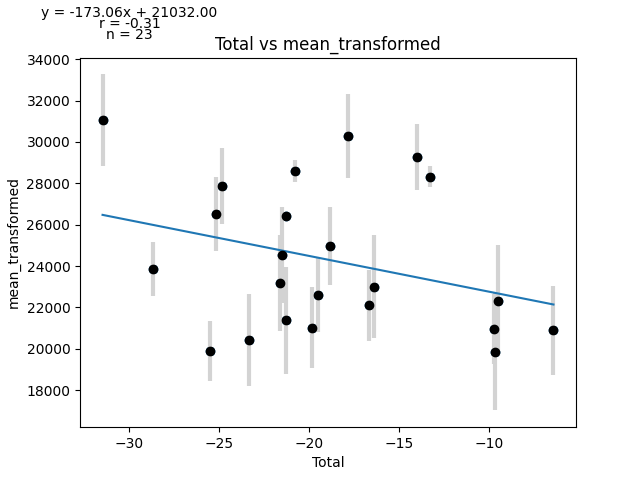 y = -173.06x + 21032.00
r = -0.31
n = 23
Total vs mean_transformed
34000
32000
30000
28000
26000
24000
22000
20000
18000
mean_transformed
−30
−25
−20
−15
−10
Total